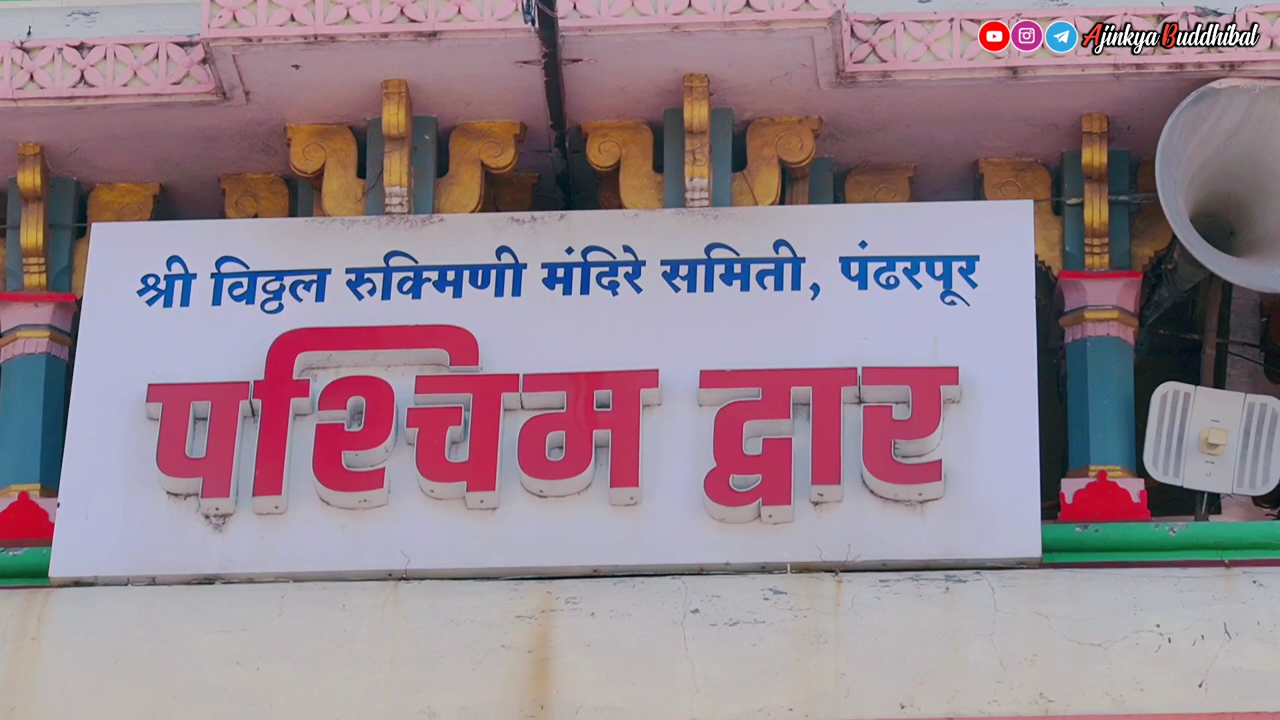 Ajinkya Buddhibal
श्री विठ्ठल रुक्मिणी मंदिरे समिती, पंढरपूर
पश्चिम द्वार